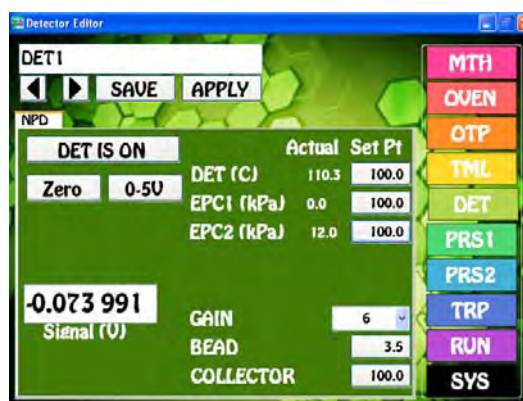 Detector Editor
DET1
SAVE APPLY
NPD
DET IS ON
Actual Set Pt
Zero 0-5V
DET (C) 110.3 100.0
EPC1 (kPa) 0.0 100.0
EPC2 (kPa) 12.0 100.0
-0.073 991
Signal (V)
GAIN 6
BEAD 3.5
COLLECTOR 100.0
MTH
OVEN
OTP
TML
DET
PRS1
PRS2
TRP
RUN
SYS